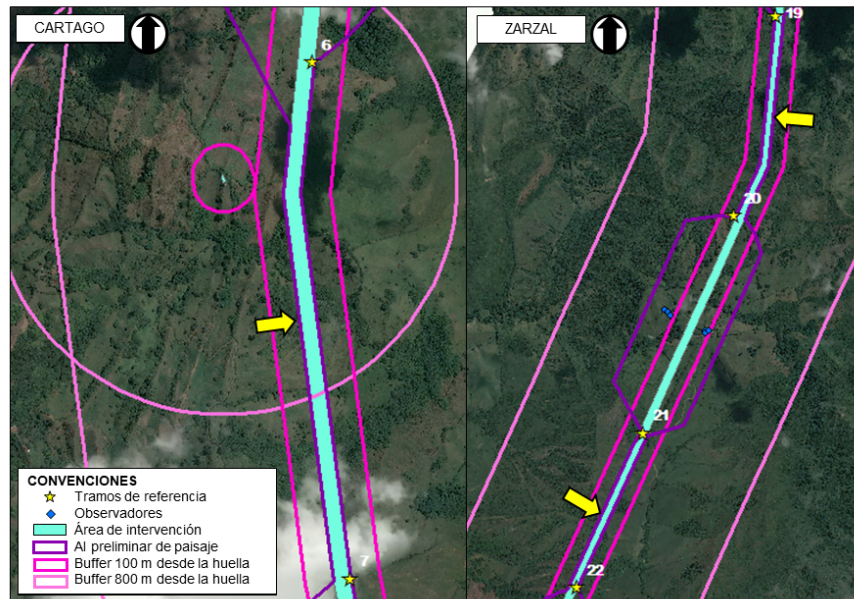 CARTAGO
6
7
CONVENCIONES
Tramos de referencia
Observadores
Área de intervención
AI preliminar de paisaje
Buffer 100 m desde la huella
Buffer 800 m desde la huella
ZARZAL
19
20
21
22